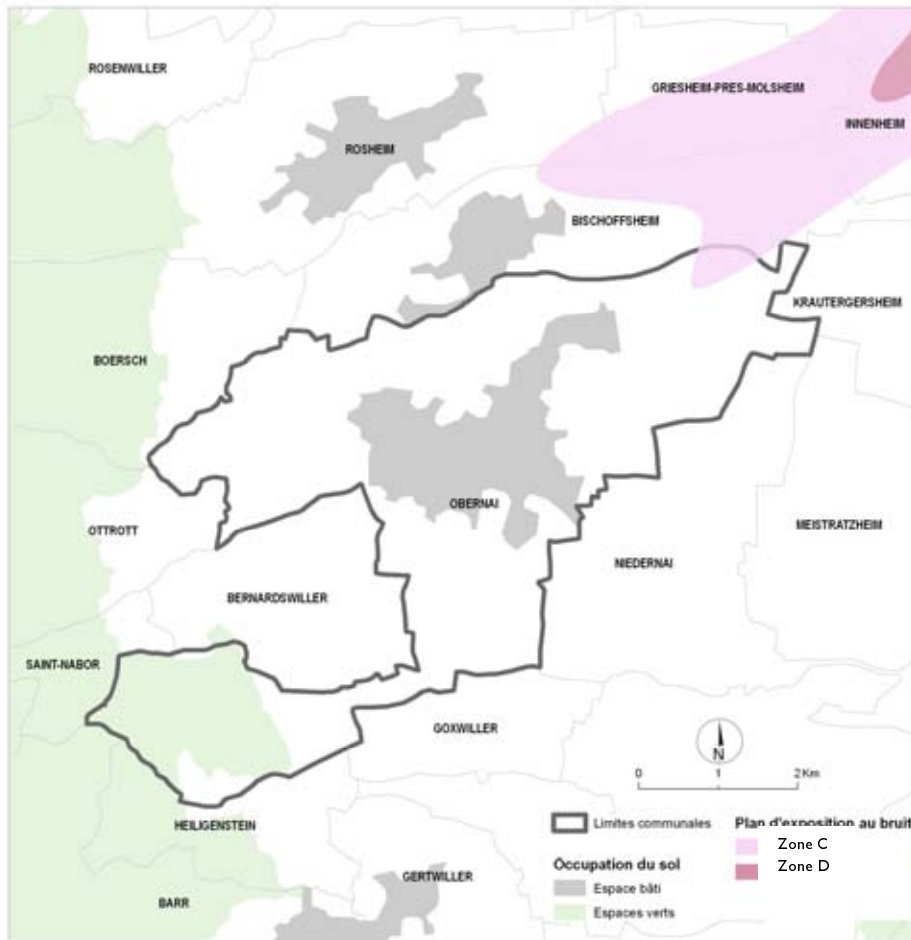 ROSENWILLER
GRIESHEIM-PRES-MOLSHEIM
INNENHEIM
ROSHEIM
BISCHOFFSHEIM
KRAUTERGERSHEIM
BOERSCH
OBERNAI
OTTROTT
MEISTRATZHEIM
NIEDERNAI
BERNARDSWILLER
SAINT-NABOR
GOXWILLER
N
0 1 2 Km
HEILIGENSTEIN
Limites communales
Plan d'exposition au bruit
Zone C
Occupation du sol
Zone D
GERTWILLER
Espace bâti
BARR
Espaces verts